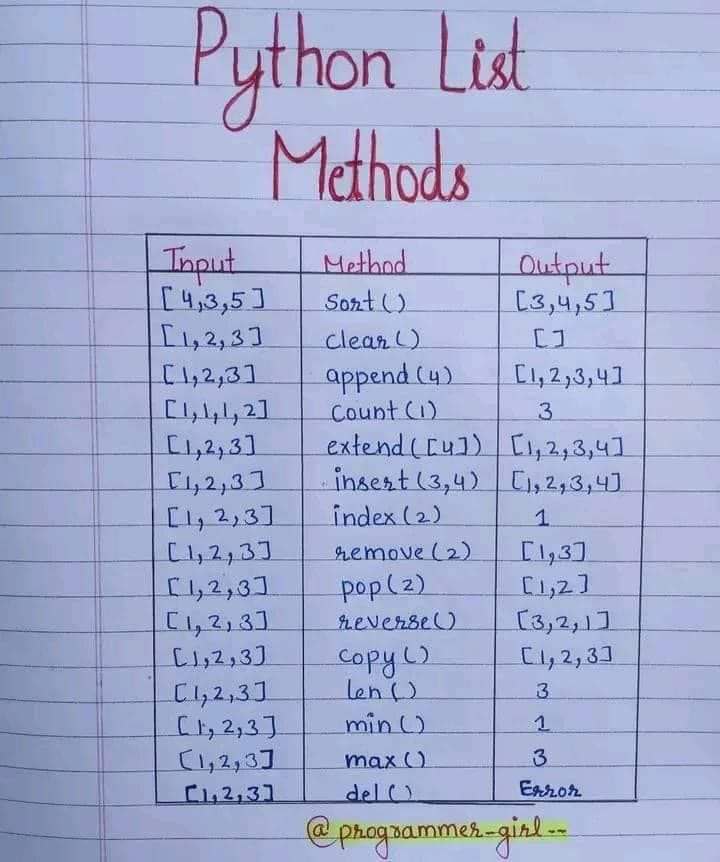 Python List
Methods
Input Method Output
[4,3,5] sort() [3,4,5]
[1,2,3] clear() []
[1,2,3] append(4) [1,2,3,4]
[1,1,1,2] count(1) 3
[1,2,3] extend([4]) [1,2,3,4]
[1,2,3] insert(3,4) [1,2,3,4]
[1,2,3] index(2) 1
[1,2,3] remove(2) [1,3]
[1,2,3] pop(2) [1,2]
[1,2,3] reverse() [3,2,1]
[1,2,3] copy() [1,2,3]
[1,2,3] len() 3
[1,2,3] min() 1
[1,2,3] max() 3
[1,2,3] del() Error
@programmer-girl--